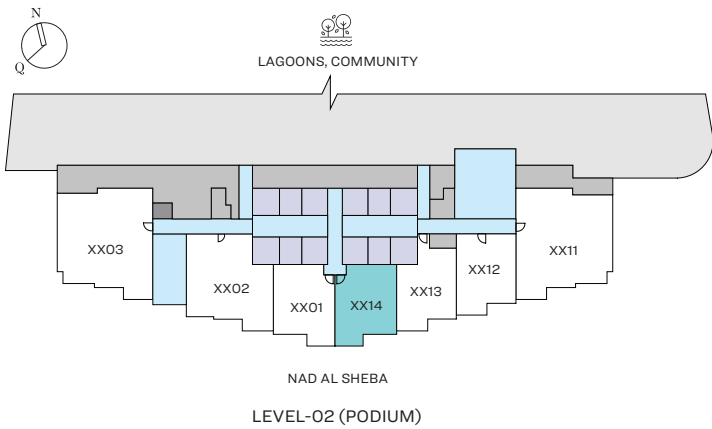 N
Q
LAGOONS, COMMUNITY
XX03
XX02
XX01
XX14
XX13
XX12
XX11
NAD AL SHEBA
LEVEL-02 (PODIUM)